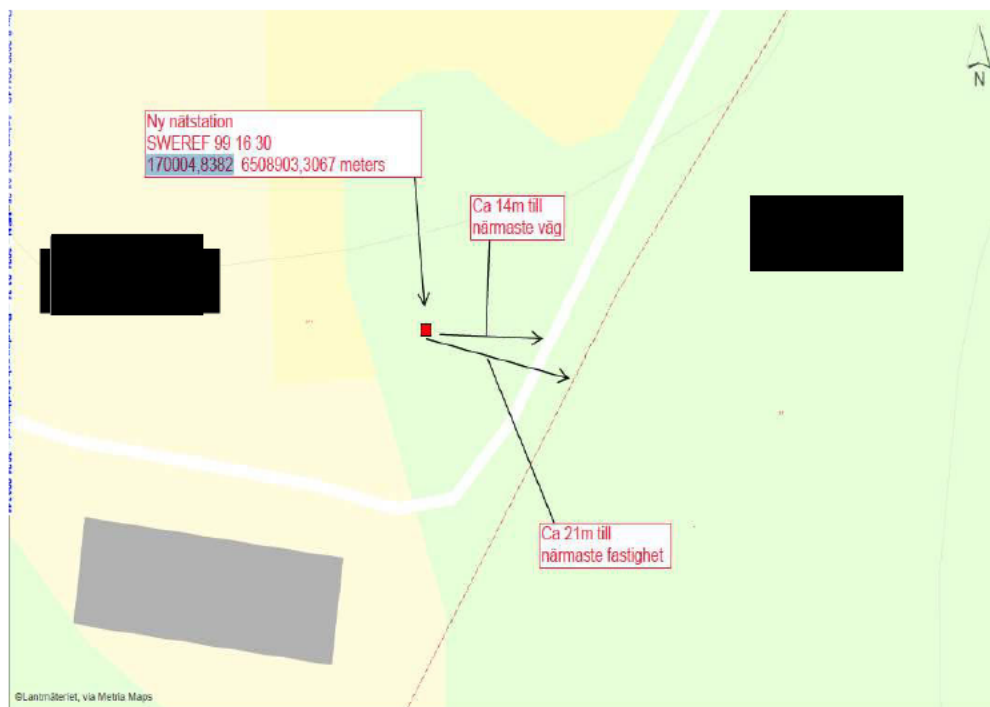 N
Ny nätstation
SWEREF 99 16 30
170004,8382 6508903,3067 meters
Ca 14m till
närmaste väg
Ca 21m till
närmaste fastighet
©Lantmäteriet, via Metria Maps